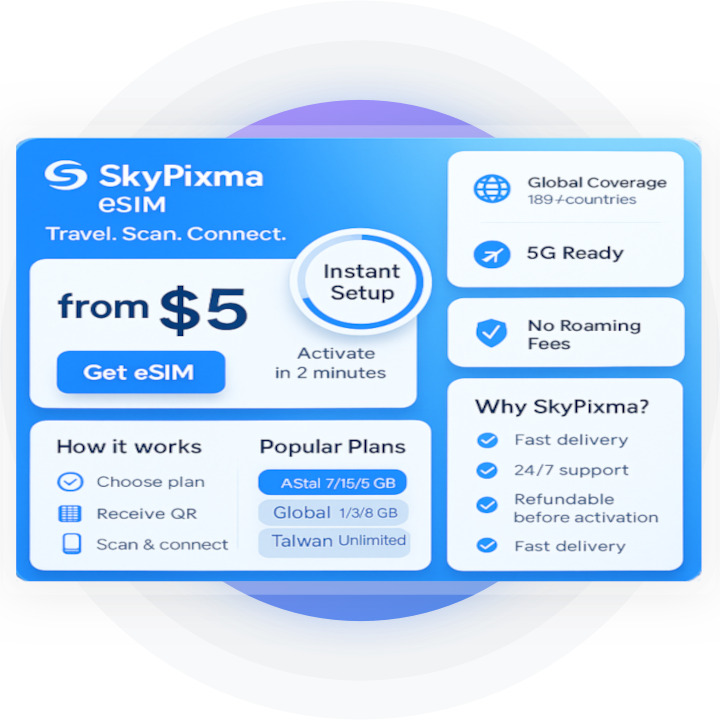 SkyPixma
eSIM
Travel. Scan. Connect.
from $5
Get eSIM
Instant
Setup
Activate
in 2 minutes
How it works
Choose plan
Receive QR
Scan & connect
Popular Plans
AStal 7/15/5 GB
Global 1/3/8 GB
Talwan Unlimited
Global Coverage
189+countries
5G Ready
No Roaming
Fees
Why SkyPixma?
Fast delivery
24/7 support
Refundable
before activation
Fast delivery